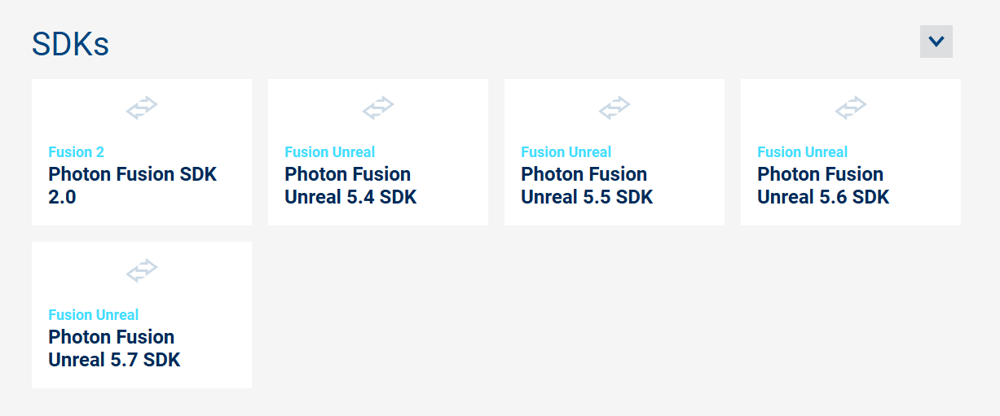 SDKs
Fusion 2
Photon Fusion SDK
2.0
Fusion Unreal
Photon Fusion
Unreal 5.4 SDK
Fusion Unreal
Photon Fusion
Unreal 5.5 SDK
Fusion Unreal
Photon Fusion
Unreal 5.6 SDK
Fusion Unreal
Photon Fusion
Unreal 5.7 SDK